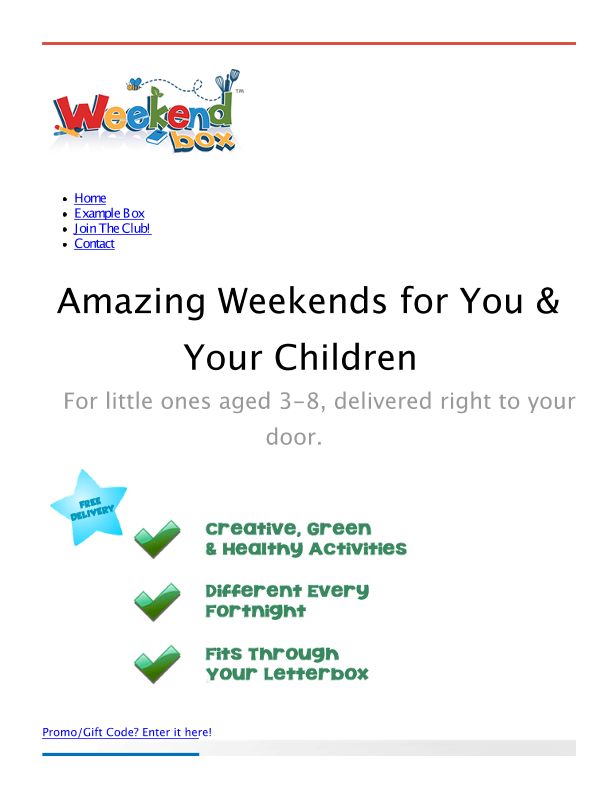 Weekend
box
™
Home
Example Box
Join The Club!
Contact
Amazing Weekends for You &
Your Children
For little ones aged 3-8, delivered right to your
door.
FREE
DELIVERY
Creative, Green
& Healthy Activities
Different Every
Fortnight
Fits Through
Your Letterbox
Promo/Gift Code? Enter it here!